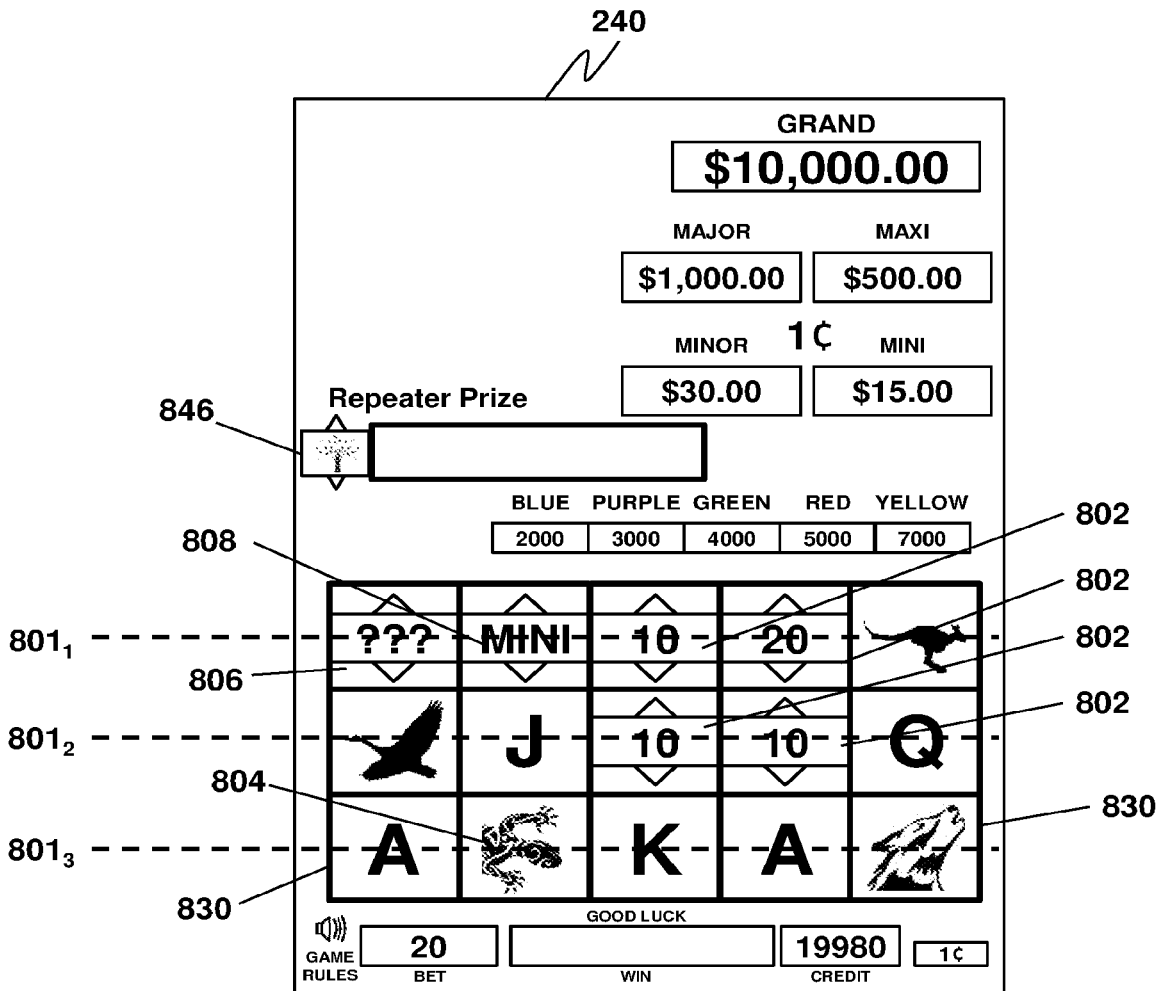 240
GRAND
$10,000.00
MAJOR MAXI
$1,000.00 $500.00
1¢
MINOR MINI
$30.00 $15.00
Repeater Prize
846
BLUE PURPLE GREEN RED YELLOW
2000 3000 4000 5000 7000
802
808
802
801₁ ??? MINI 10 20
802
806
802
801₂ J 10 10 Q
804
830
801₃ A K A
830
GOOD LUCK
20 19980 1¢
GAME RULES BET WIN CREDIT